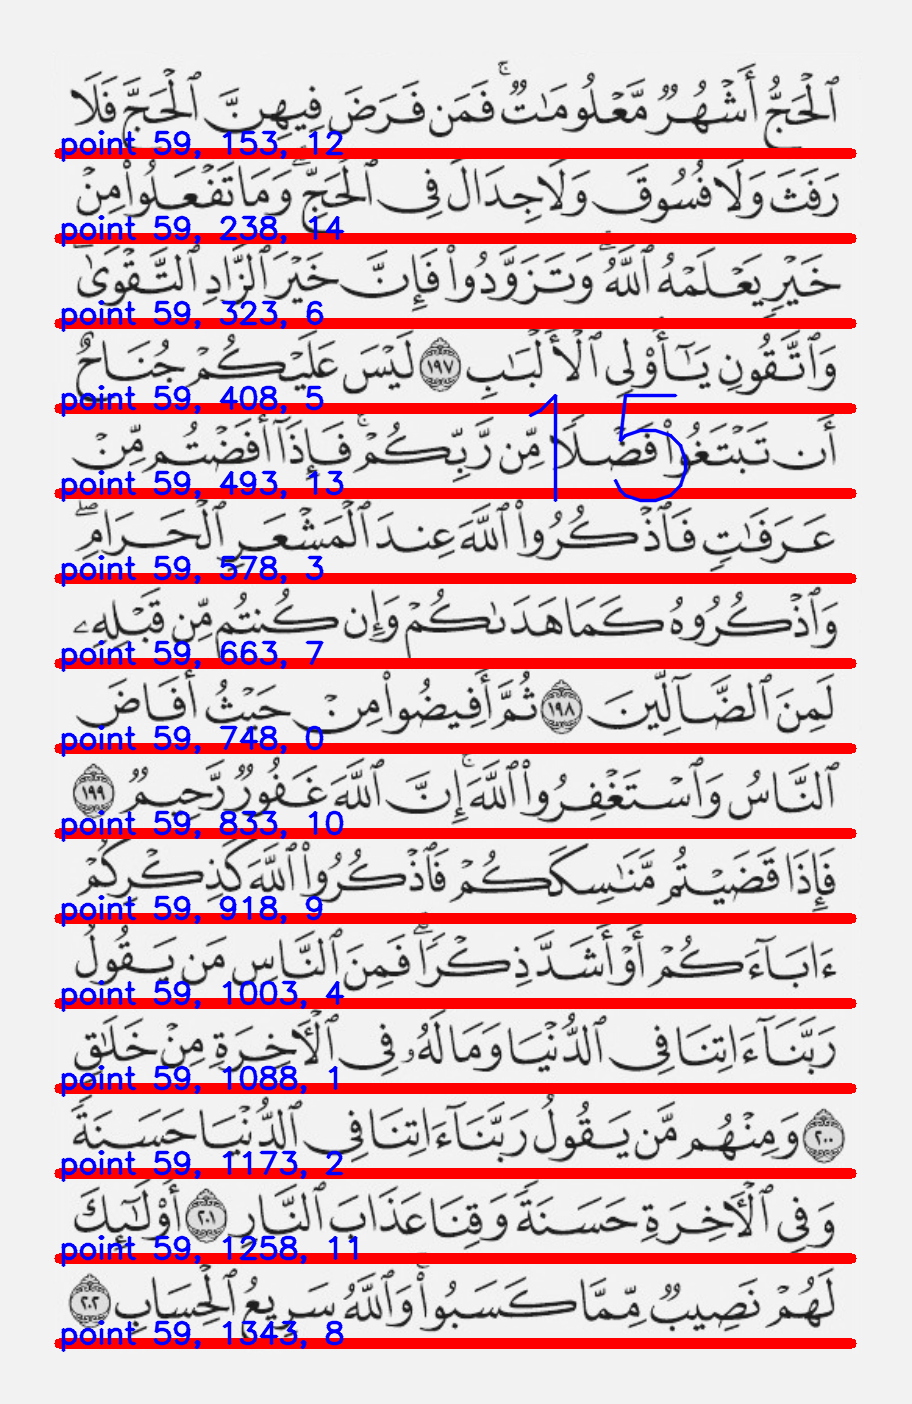 ٱلْحَجُّ أَشْهُرٌ مَّعْلُومَٰتٌ ۚ فَمَن فَرَضَ فِيهِنَّ ٱلْحَجَّ فَلَا
point 59, 153, 12
رَفَثَ وَلَا فُسُوقَ وَلَا جِدَالَ فِى ٱلْحَجِّ ۗ وَمَا تَفْعَلُوا۟ مِنْ
point 59, 238, 14
خَيْرٍ يَعْلَمْهُ ٱللَّهُ ۗ وَتَزَوَّدُوا۟ فَإِنَّ خَيْرَ ٱلزَّادِ ٱلتَّقْوَىٰ ۚ
point 59, 323, 6
وَٱتَّقُونِ يَٰٓأُو۟لِى ٱلْأَلْبَٰبِ ١٩٧ لَيْسَ عَلَيْكُمْ جُنَاحٌ
point 59, 408, 5
15
أَن تَبْتَغُوا۟ فَضْلًا مِّن رَّبِّكُمْ ۚ فَإِذَآ أَفَضْتُم مِّنْ
point 59, 493, 13
عَرَفَٰتٍ فَٱذْكُرُوا۟ ٱللَّهَ عِندَ ٱلْمَشْعَرِ ٱلْحَرَامِ ۖ
point 59, 578, 3
وَٱذْكُرُوهُ كَمَا هَدَىٰكُمْ وَإِن كُنتُم مِّن قَبْلِهِۦ
point 59, 663, 7
لَمِنَ ٱلضَّآلِّينَ ١٩٨ ثُمَّ أَفِيضُوا۟ مِنْ حَيْثُ أَفَاضَ
point 59, 748, 0
ٱلنَّاسُ وَٱسْتَغْفِرُوا۟ ٱللَّهَ ۚ إِنَّ ٱللَّهَ غَفُورٌ رَّحِيمٌ ١٩٩
point 59, 833, 10
فَإِذَا قَضَيْتُم مَّنَٰسِكَكُمْ فَٱذْكُرُوا۟ ٱللَّهَ كَذِكْرِكُمْ
point 59, 918, 9
ءَابَآءَكُمْ أَوْ أَشَدَّ ذِكْرًا ۗ فَمِنَ ٱلنَّاسِ مَن يَقُولُ
point 59, 1003, 4
رَبَّنَآ ءَاتِنَا فِى ٱلدُّنْيَا وَمَا لَهُۥ فِى ٱلْءَاخِرَةِ مِنْ خَلَٰقٍ
point 59, 1088, 1
٢٠٠ وَمِنْهُم مَّن يَقُولُ رَبَّنَآ ءَاتِنَا فِى ٱلدُّنْيَا حَسَنَةً
point 59, 1173, 2
وَفِى ٱلْءَاخِرَةِ حَسَنَةً وَقِنَا عَذَابَ ٱلنَّارِ ٢٠١ أُو۟لَٰٓئِكَ
point 59, 1258, 11
لَهُمْ نَصِيبٌ مِّمَّا كَسَبُوا۟ ۚ وَٱللَّهُ سَرِيعُ ٱلْحِسَابِ ٢٠٢
point 59, 1343, 8